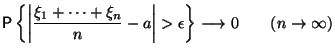 P { | (ξ₁ + ⋯ + ξₙ)/n − a | > ϵ } ⟶ 0 (n → ∞)